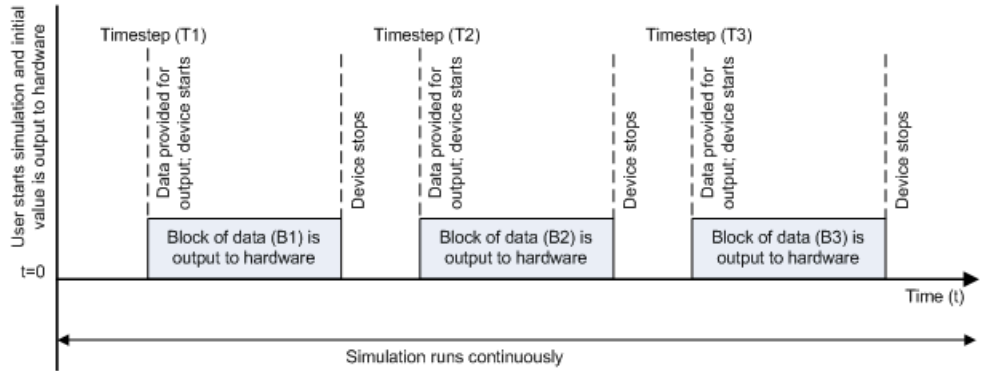 User starts simulation and initial
value is output to hardware
t=0
Timestep (T1)
Data provided for
output; device starts
Device stops
Block of data (B1) is
output to hardware
Timestep (T2)
Data provided for
output; device starts
Device stops
Block of data (B2) is
output to hardware
Timestep (T3)
Data provided for
output; device starts
Device stops
Block of data (B3) is
output to hardware
Time (t)
Simulation runs continuously